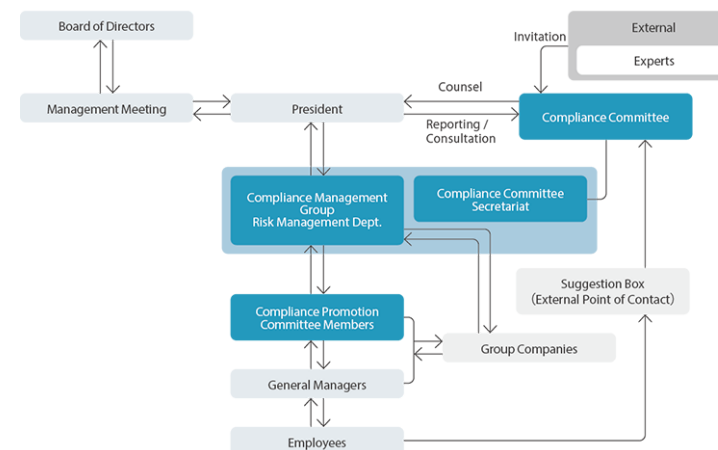 Board of Directors
External
Invitation
Experts
Counsel
Management Meeting
President
Compliance Committee
Reporting /
Consultation
Compliance Management
Group
Risk Management Dept.
Compliance Committee
Secretariat
Suggestion Box
(External Point of Contact)
Compliance Promotion
Committee Members
Group Companies
General Managers
Employees